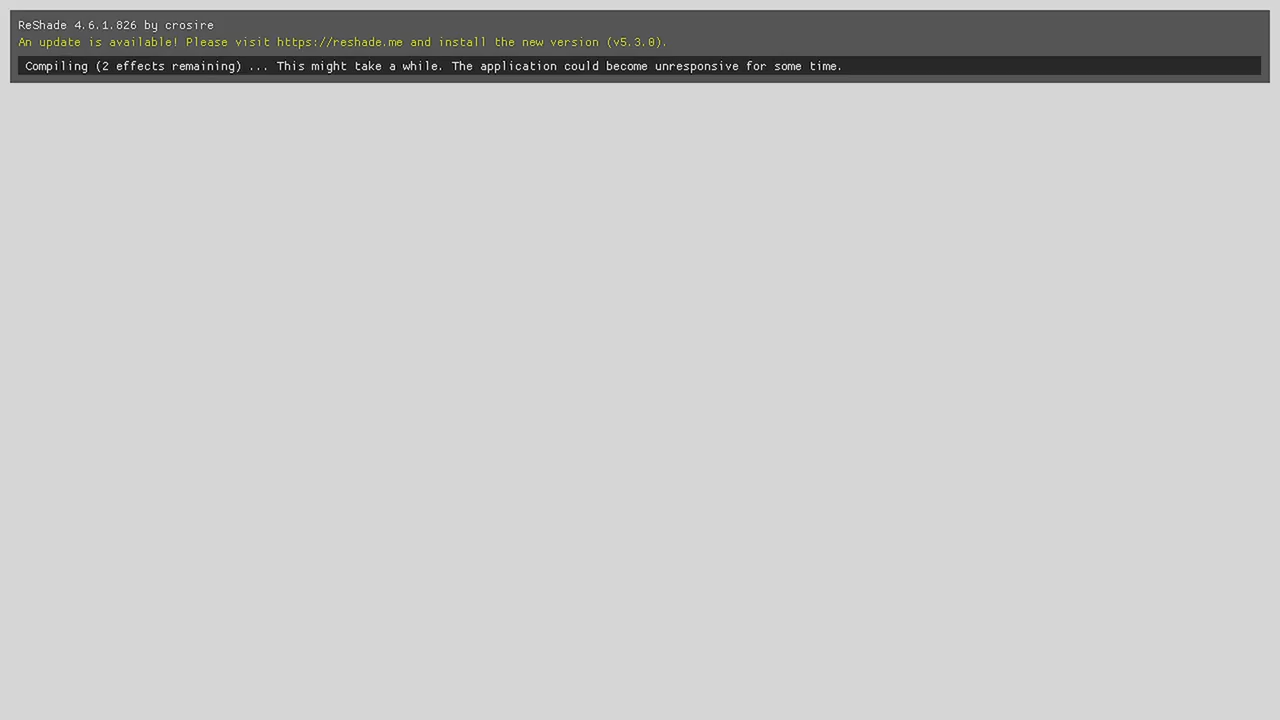 ReShade 4.6.1.826 by crosire
An update is available! Please visit https://reshade.me and install the new version (v5.3.0).
Compiling (2 effects remaining) ... This might take a while. The application could become unresponsive for some time.